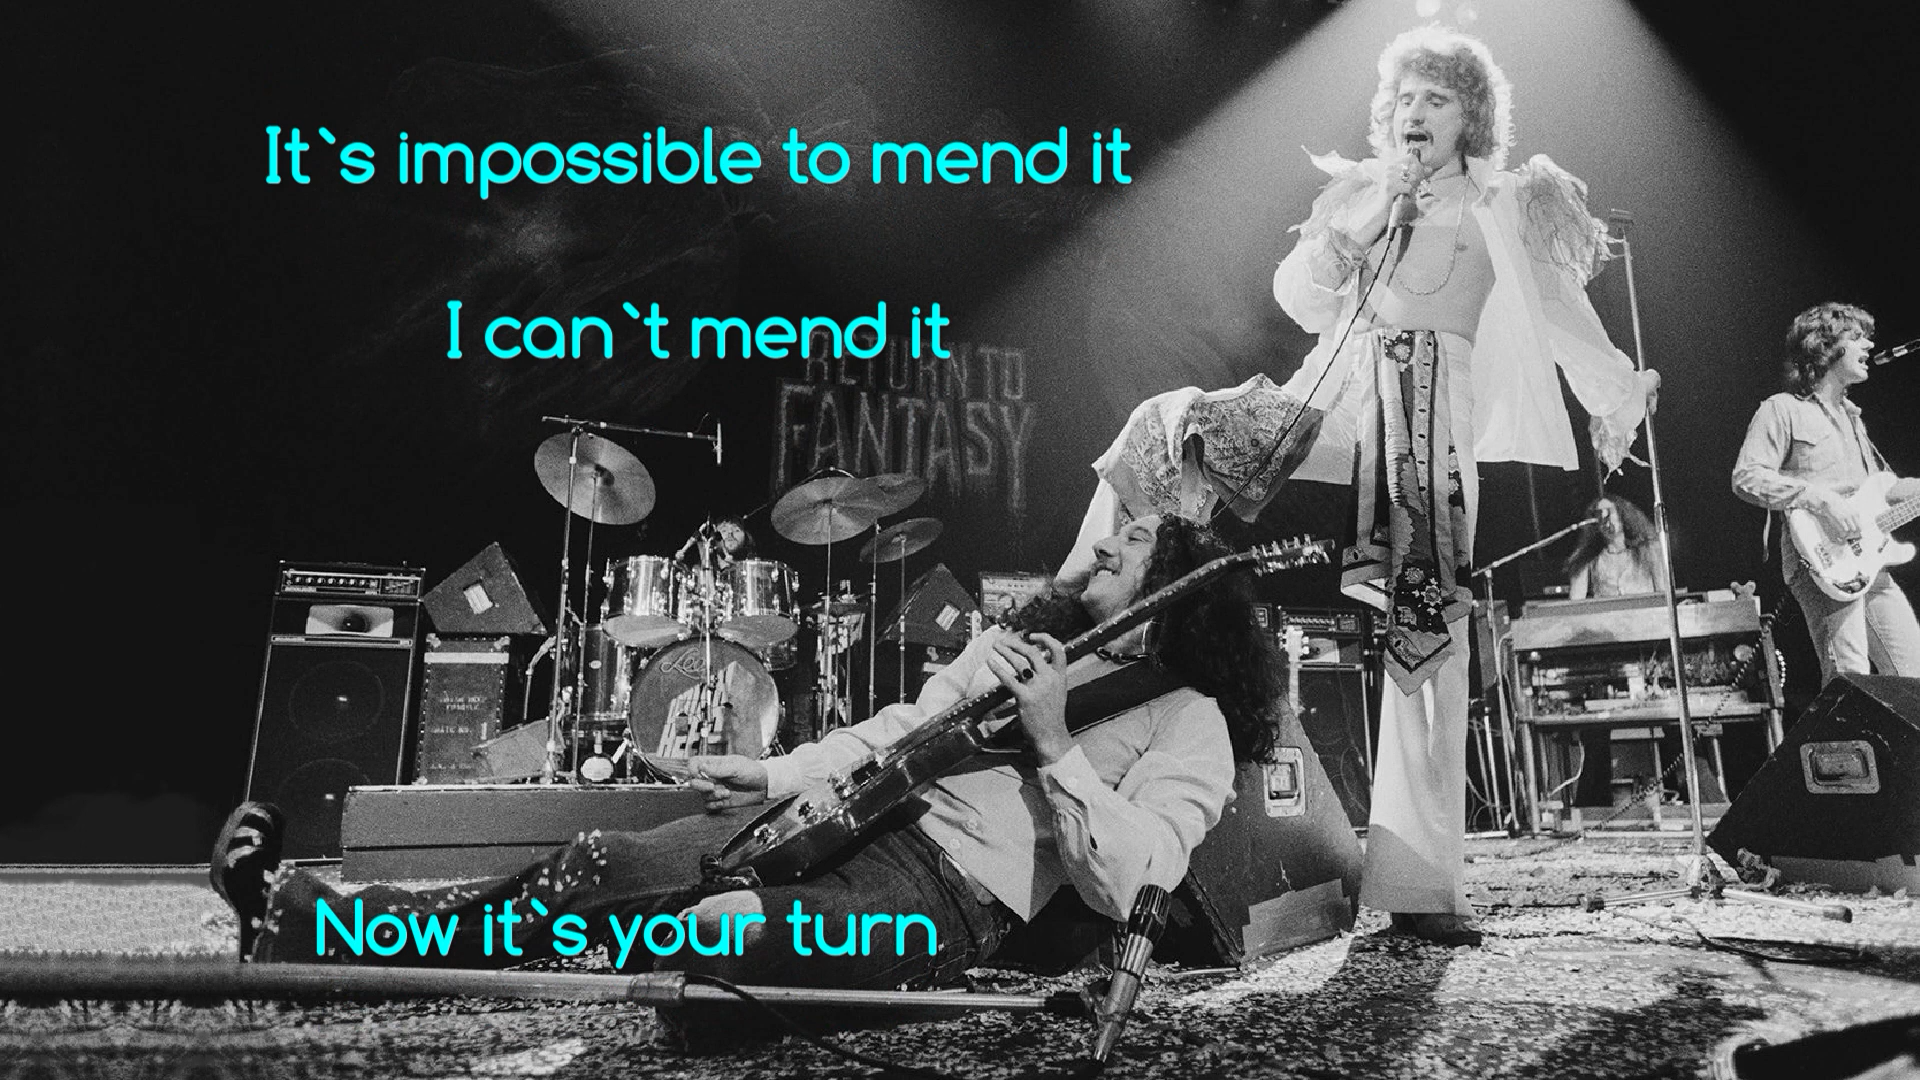 It`s impossible to mend it
I can`t mend it
RETURN TO
FANTASY
Now it`s your turn